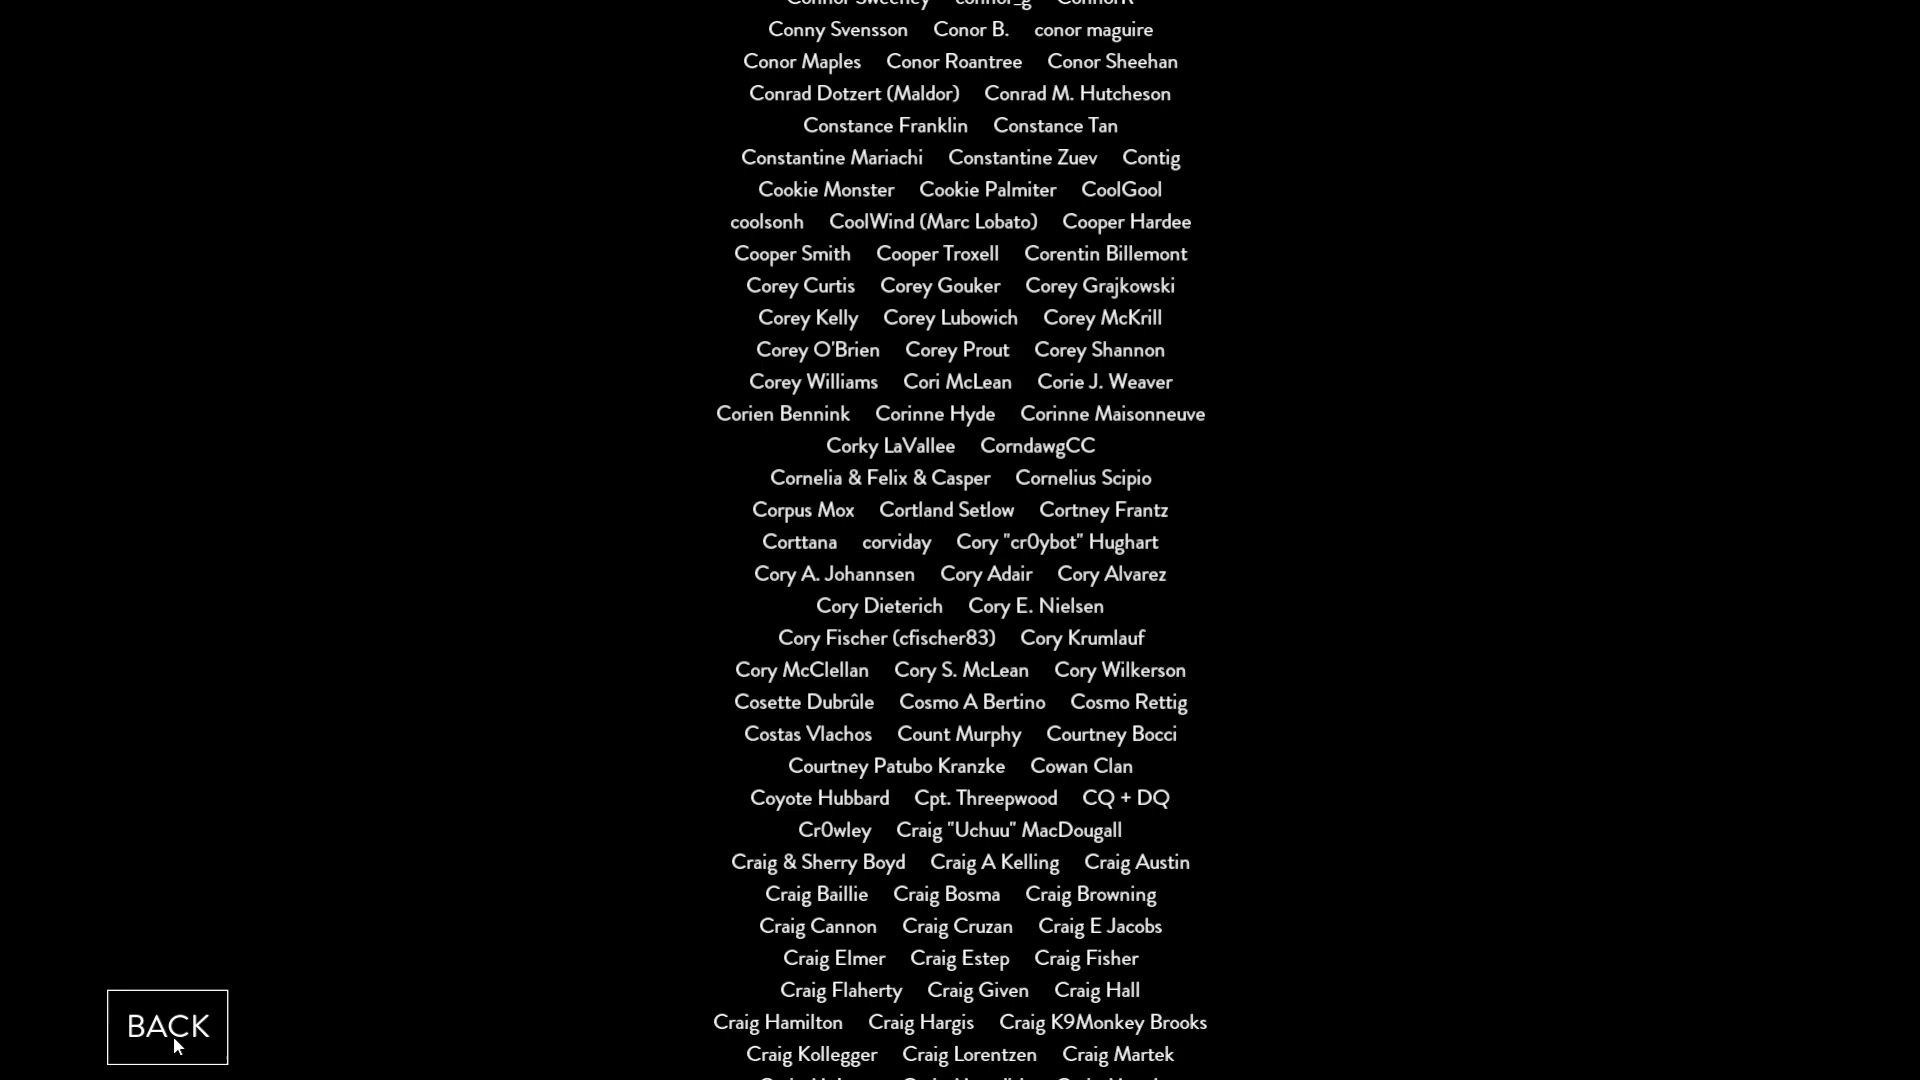 Connor Sweeney connor_g ConnorR
Conny Svensson Conor B. conor maguire
Conor Maples Conor Roantree Conor Sheehan
Conrad Dotzert (Maldor) Conrad M. Hutcheson
Constance Franklin Constance Tan
Constantine Mariachi Constantine Zuev Contig
Cookie Monster Cookie Palmiter CoolGool
coolsonh CoolWind (Marc Lobato) Cooper Hardee
Cooper Smith Cooper Troxell Corentin Billemont
Corey Curtis Corey Gouker Corey Grajkowski
Corey Kelly Corey Lubowich Corey McKrill
Corey O'Brien Corey Prout Corey Shannon
Corey Williams Cori McLean Corie J. Weaver
Corien Bennink Corinne Hyde Corinne Maisonneuve
Corky LaVallee CorndawgCC
Cornelia & Felix & Casper Cornelius Scipio
Corpus Mox Cortland Setlow Cortney Frantz
Corttana corviday Cory "cr0ybot" Hughart
Cory A. Johannsen Cory Adair Cory Alvarez
Cory Dieterich Cory E. Nielsen
Cory Fischer (cfischer83) Cory Krumlauf
Cory McClellan Cory S. McLean Cory Wilkerson
Cosette Dubrûle Cosmo A Bertino Cosmo Rettig
Costas Vlachos Count Murphy Courtney Bocci
Courtney Patubo Kranzke Cowan Clan
Coyote Hubbard Cpt. Threepwood CQ + DQ
Cr0wley Craig "Uchuu" MacDougall
Craig & Sherry Boyd Craig A Kelling Craig Austin
Craig Baillie Craig Bosma Craig Browning
Craig Cannon Craig Cruzan Craig E Jacobs
Craig Elmer Craig Estep Craig Fisher
Craig Flaherty Craig Given Craig Hall
Craig Hamilton Craig Hargis Craig K9Monkey Brooks
Craig Kollegger Craig Lorentzen Craig Martek
BACK